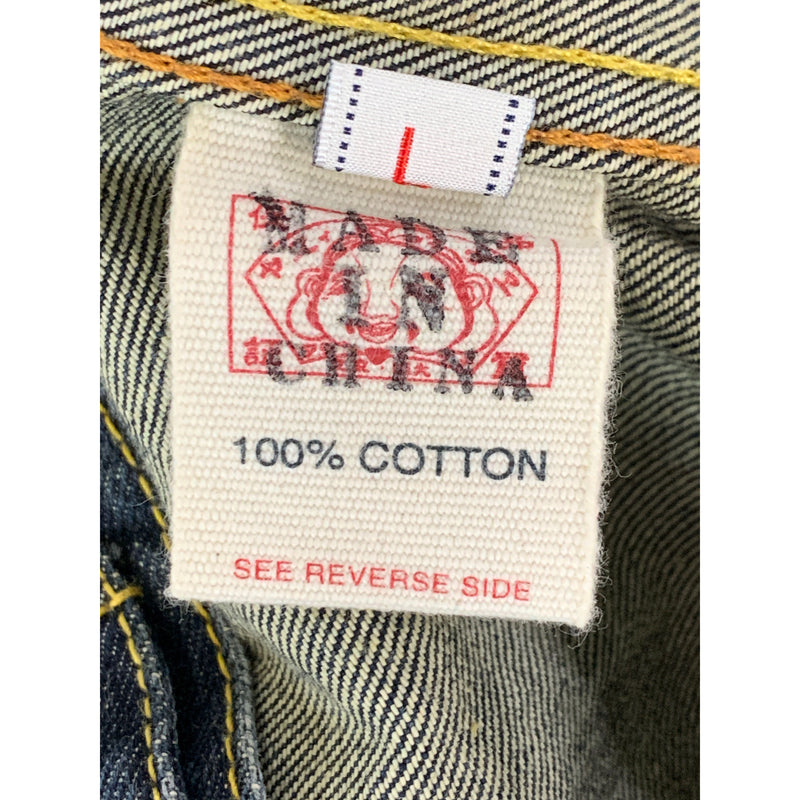 L
MADE
IN
CHINA
100% COTTON
SEE REVERSE SIDE